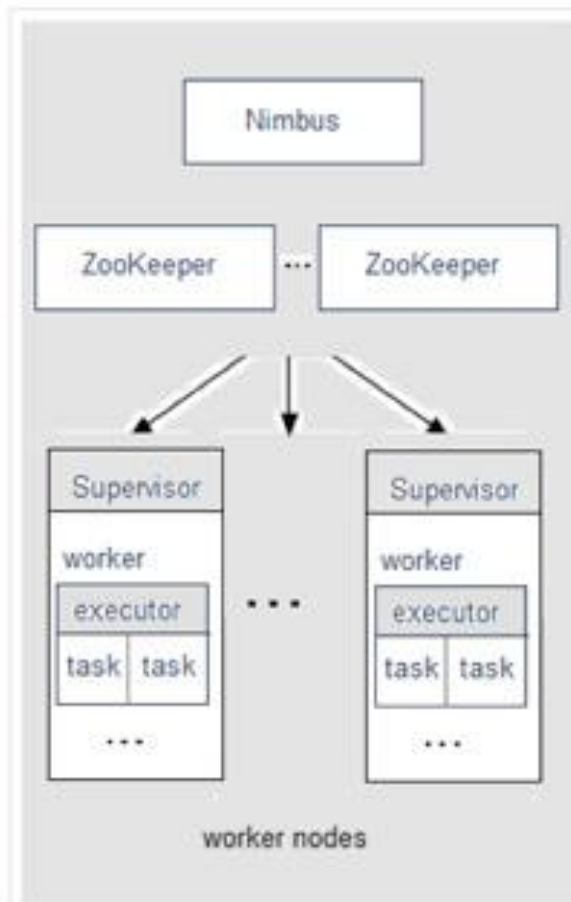 Nimbus
ZooKeeper ... ZooKeeper
Supervisor
worker
executor
task task
...
...
Supervisor
worker
executor
task task
...
worker nodes